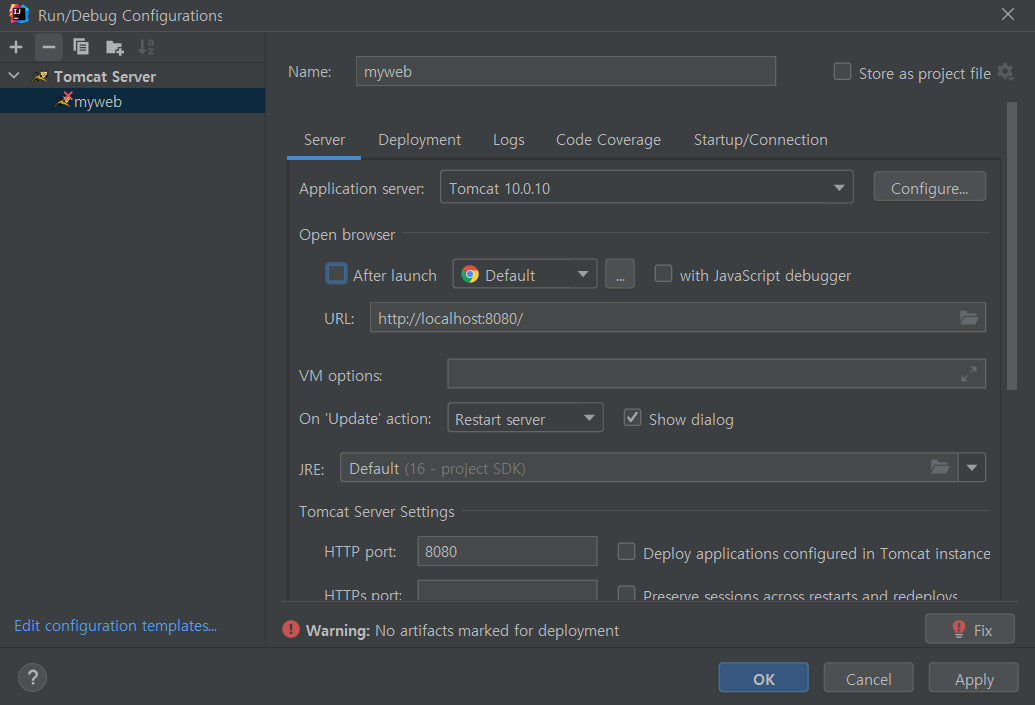 Run/Debug Configurations
Tomcat Server
myweb
Name: myweb Store as project file
Server Deployment Logs Code Coverage Startup/Connection
Application server: Tomcat 10.0.10 Configure...
Open browser
After launch Default ... with JavaScript debugger
URL: http://localhost:8080/
VM options:
On 'Update' action: Restart server Show dialog
JRE: Default (16 - project SDK)
Tomcat Server Settings
HTTP port: 8080 Deploy applications configured in Tomcat instance
HTTPs port: Preserve sessions across restarts and redeploys
Edit configuration templates...
Warning: No artifacts marked for deployment Fix
? OK Cancel Apply